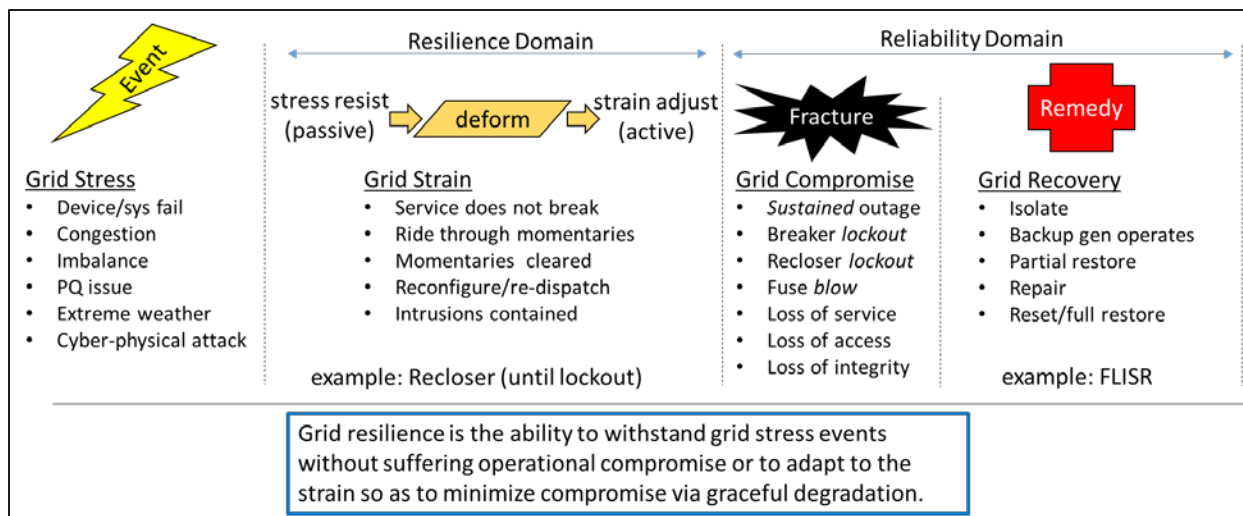 Event
Resilience Domain
Reliability Domain
stress resist
(passive)
deform
strain adjust
(active)
Fracture
Remedy
Grid Stress
• Device/sys fail
• Congestion
• Imbalance
• PQ issue
• Extreme weather
• Cyber-physical attack
Grid Strain
• Service does not break
• Ride through momentaries
• Momentaries cleared
• Reconfigure/re-dispatch
• Intrusions contained
example: Recloser (until lockout)
Grid Compromise
• Sustained outage
• Breaker lockout
• Recloser lockout
• Fuse blow
• Loss of service
• Loss of access
• Loss of integrity
Grid Recovery
• Isolate
• Backup gen operates
• Partial restore
• Repair
• Reset/full restore
example: FLISR
Grid resilience is the ability to withstand grid stress events
without suffering operational compromise or to adapt to the
strain so as to minimize compromise via graceful degradation.